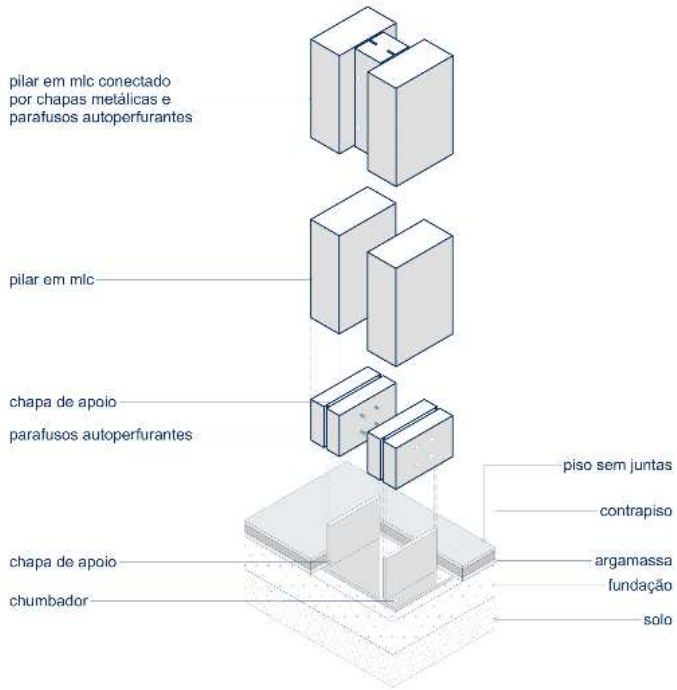 pilar em mlc conectado
por chapas metálicas e
parafusos autoperfurantes
pilar em mlc
chapa de apoio
parafusos autoperfurantes
piso sem juntas
contrapiso
chapa de apoio
argamassa
fundação
chumbador
solo